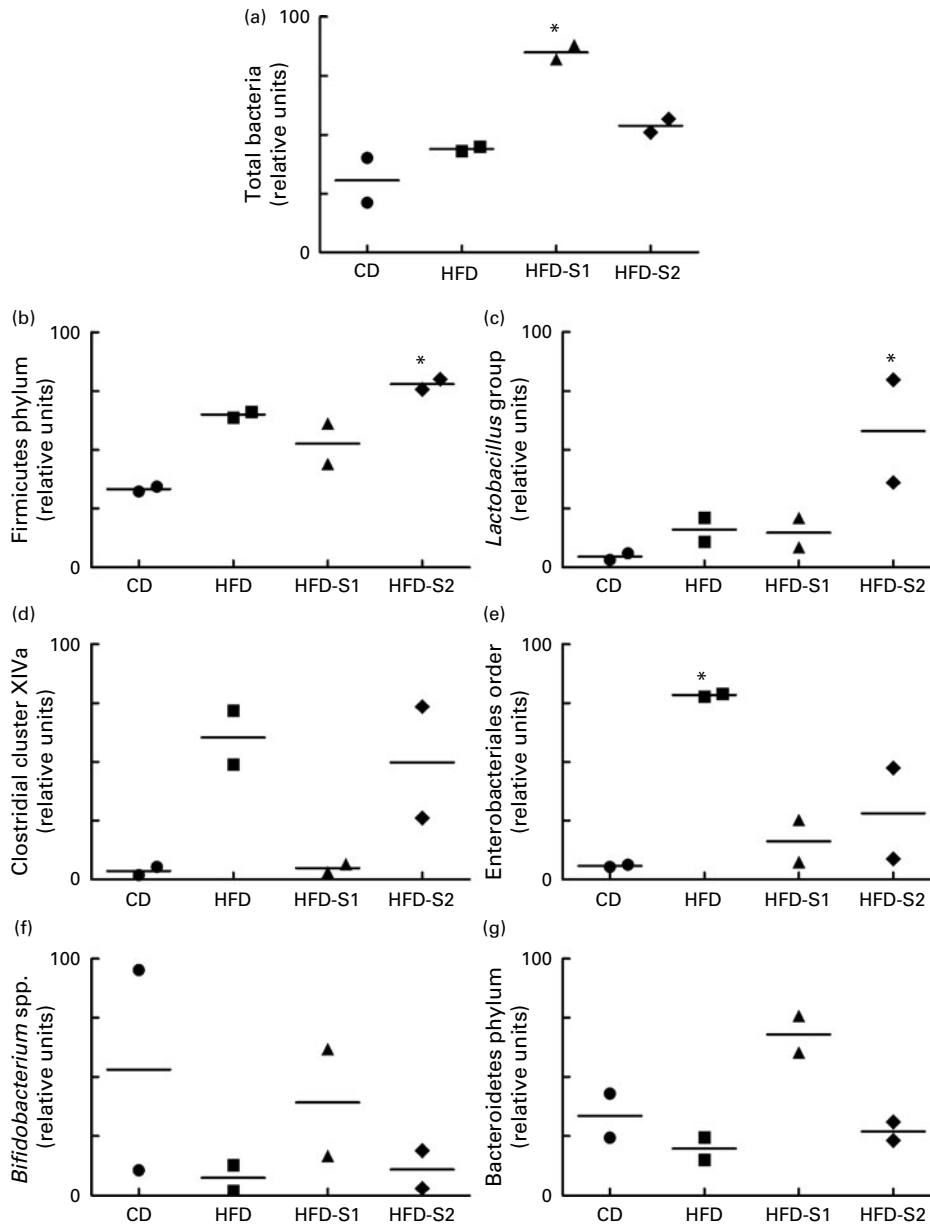 (a)
100
Total bacteria
(relative units)
0
*
CD
HFD
HFD-S1
HFD-S2
(b)
100
Firmicutes phylum
(relative units)
0
*
CD
HFD
HFD-S1
HFD-S2
(c)
100
Lactobacillus group
(relative units)
0
*
CD
HFD
HFD-S1
HFD-S2
(d)
100
Clostridial cluster XIVa
(relative units)
0
CD
HFD
HFD-S1
HFD-S2
(e)
100
Enterobacteriales order
(relative units)
0
*
CD
HFD
HFD-S1
HFD-S2
(f)
100
Bifidobacterium spp.
(relative units)
0
CD
HFD
HFD-S1
HFD-S2
(g)
100
Bacteroidetes phylum
(relative units)
0
CD
HFD
HFD-S1
HFD-S2